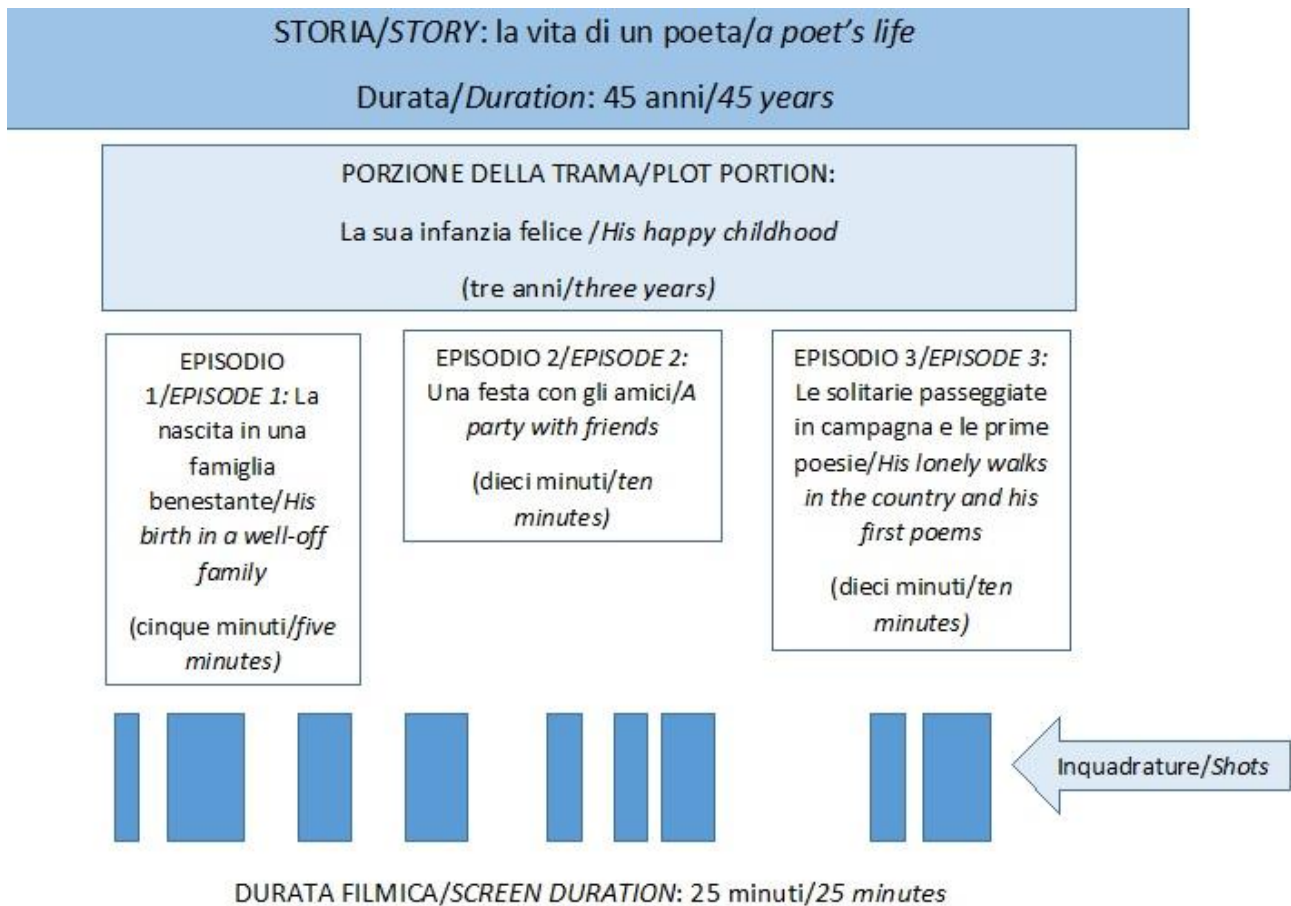 STORIA/STORY: la vita di un poeta/a poet's life
Durata/Duration: 45 anni/45 years
PORZIONE DELLA TRAMA/PLOT PORTION:
La sua infanzia felice /His happy childhood
(tre anni/three years)
EPISODIO
1/EPISODE 1: La
nascita in una
famiglia
benestante/His
birth in a well-off
family
(cinque minuti/five
minutes)
EPISODIO 2/EPISODE 2:
Una festa con gli amici/A
party with friends
(dieci minuti/ten
minutes)
EPISODIO 3/EPISODE 3:
Le solitarie passeggiate
in campagna e le prime
poesie/His lonely walks
in the country and his
first poems
(dieci minuti/ten
minutes)
Inquadrature/Shots
DURATA FILMICA/SCREEN DURATION: 25 minuti/25 minutes